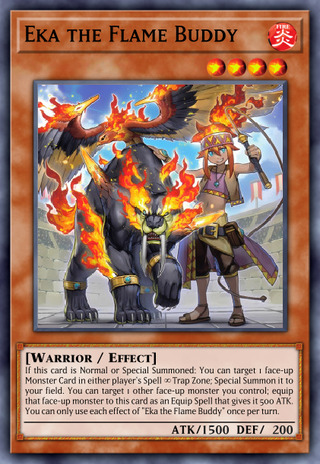 Eka the Flame Buddy
FIRE
炎
[Warrior / Effect]
If this card is Normal or Special Summoned: You can target 1 face-up
Monster Card in either player's Spell & Trap Zone; Special Summon it to
your field. You can target 1 other face-up monster you control; equip
that face-up monster to this card as an Equip Spell that gives it 500 ATK.
You can only use each effect of "Eka the Flame Buddy" once per turn.
ATK/1500 DEF/ 200